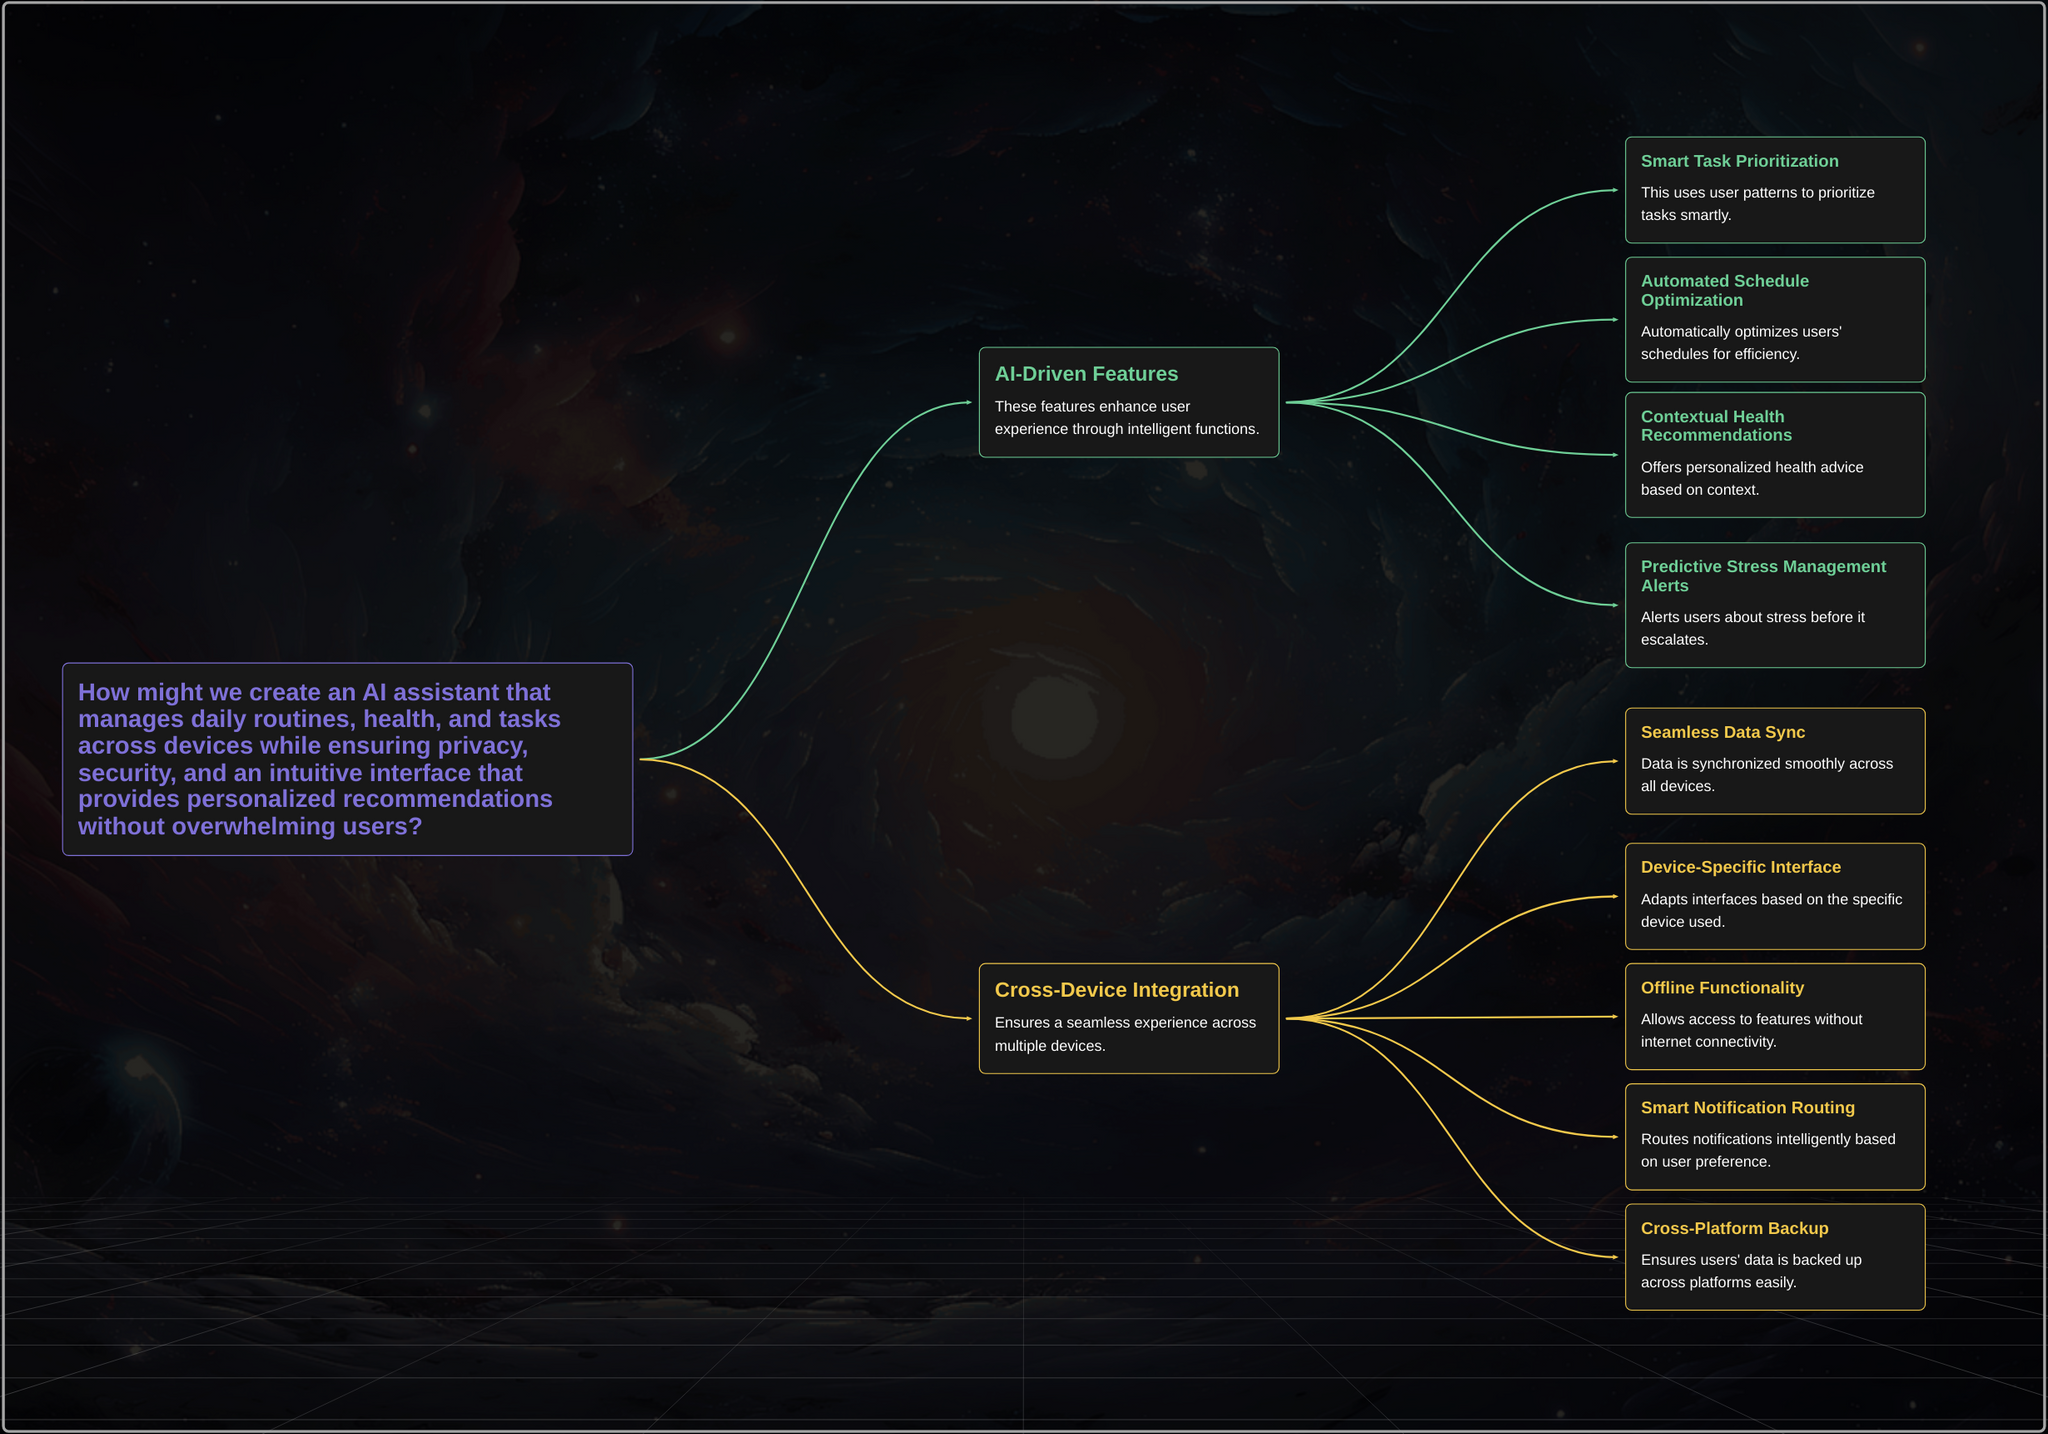 How might we create an AI assistant that
manages daily routines, health, and tasks
across devices while ensuring privacy,
security, and an intuitive interface that
provides personalized recommendations
without overwhelming users?
AI-Driven Features
These features enhance user
experience through intelligent functions.
Smart Task Prioritization
This uses user patterns to prioritize
tasks smartly.
Automated Schedule
Optimization
Automatically optimizes users'
schedules for efficiency.
Contextual Health
Recommendations
Offers personalized health advice
based on context.
Predictive Stress Management
Alerts
Alerts users about stress before it
escalates.
Cross-Device Integration
Ensures a seamless experience across
multiple devices.
Seamless Data Sync
Data is synchronized smoothly across
all devices.
Device-Specific Interface
Adapts interfaces based on the specific
device used.
Offline Functionality
Allows access to features without
internet connectivity.
Smart Notification Routing
Routes notifications intelligently based
on user preference.
Cross-Platform Backup
Ensures users' data is backed up
across platforms easily.